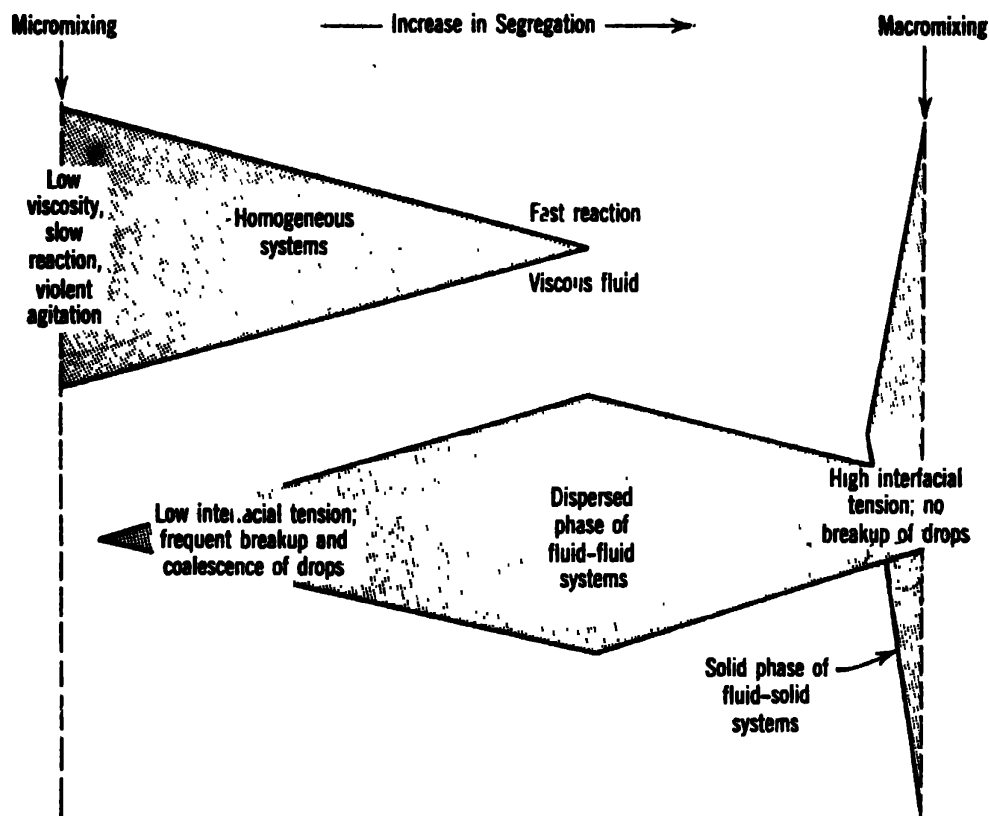 Micromixing
Increase in Segregation
Macromixing
Low
viscosity,
slow
reaction,
violent
agitation
Homogeneous
systems
Fast reaction
Viscous fluid
Low interfacial tension;
frequent breakup and
coalescence of drops
Dispersed
phase of
fluid–fluid
systems
High interfacial
tension; no
breakup of drops
Solid phase of
fluid–solid
systems